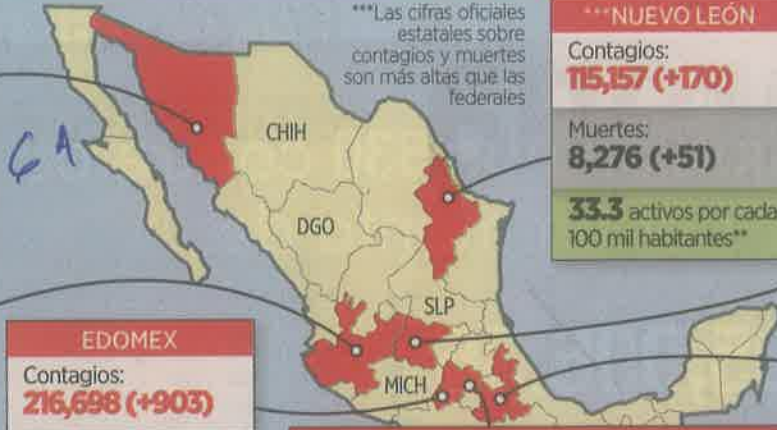 ***Las cifras oficiales
estatales sobre
contagios y muertes
son más altas que las
federales
***NUEVO LEÓN
Contagios:
115,157 (+170)
Muertes:
8,276 (+51)
33.3 activos por cada
100 mil habitantes**
6A
CHIH
DGO
SLP
MICH
EDOMEX
Contagios:
216,698 (+903)